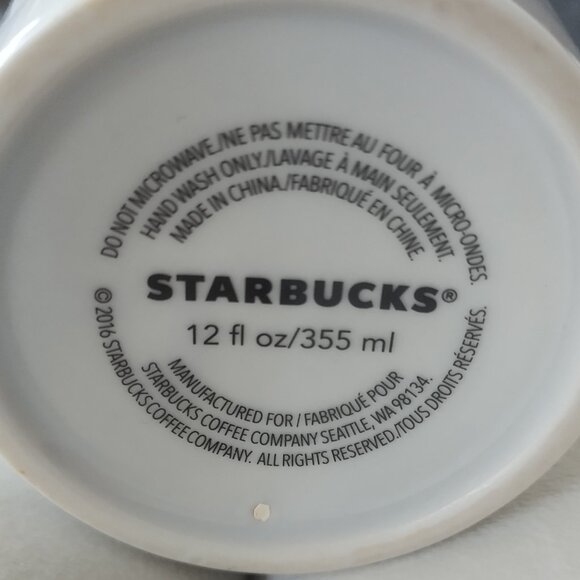 DO NOT MICROWAVE./NE PAS METTRE AU FOUR À MICRO-ONDES.
HAND WASH ONLY./LAVAGE À MAIN SEULEMENT.
MADE IN CHINA./FABRIQUÉ EN CHINE.
STARBUCKS®
12 fl oz/355 ml
MANUFACTURED FOR / FABRIQUÉ POUR
STARBUCKS COFFEE COMPANY SEATTLE, WA 98134.
© 2016 STARBUCKS COFFEE COMPANY. ALL RIGHTS RESERVED./TOUS DROITS RÉSERVÉS.